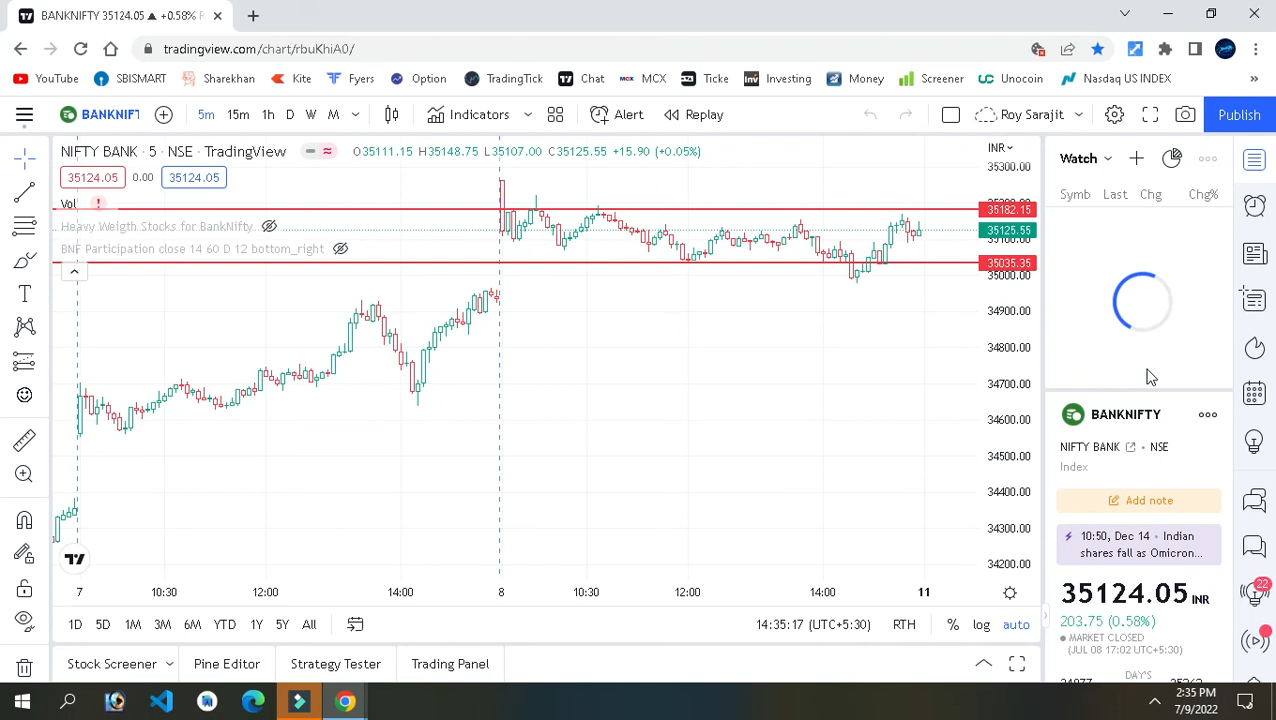 BANKNIFTY 35124.05 ▲ +0.58% R
tradingview.com/chart/rbuKhiA0/
YouTube SBISMART Sharekhan Kite Fyers Option TradingTick Chat MCX Ticke Investing Money Screener Unocoin Nasdaq US INDEX »
BANKNIFT 5m 15m 1h D W M Indicators Alert Replay Roy Sarajit Publish
NIFTY BANK · 5 · NSE · TradingView O35111.15 H35148.75 L35107.00 C35125.55 +15.90 (+0.05%) INR
35124.05 0.00 35124.05
Vol
Heavy Weigth Stocks for BankNifty
BNF Participation close 14 60 D 12 bottom_right
35300.00
35182.15
35125.55
35035.35
35000.00
34900.00
34800.00
34700.00
34600.00
34500.00
34400.00
34300.00
34200.00
7 10:30 12:00 14:00 8 10:30 12:00 14:00 11
1D 5D 1M 3M 6M YTD 1Y 5Y All 14:35:17 (UTC+5:30) RTH % log auto
Stock Screener Pine Editor Strategy Tester Trading Panel
Watch
Symb Last Chg Chg%
BANKNIFTY
NIFTY BANK · NSE
Index
Add note
10:50, Dec 14 · Indian
shares fall as Omicron...
35124.05 INR
203.75 (0.58%)
MARKET CLOSED
(JUL 08 17:02 UTC+5:30)
DAY'S
22
2:35 PM
7/9/2022